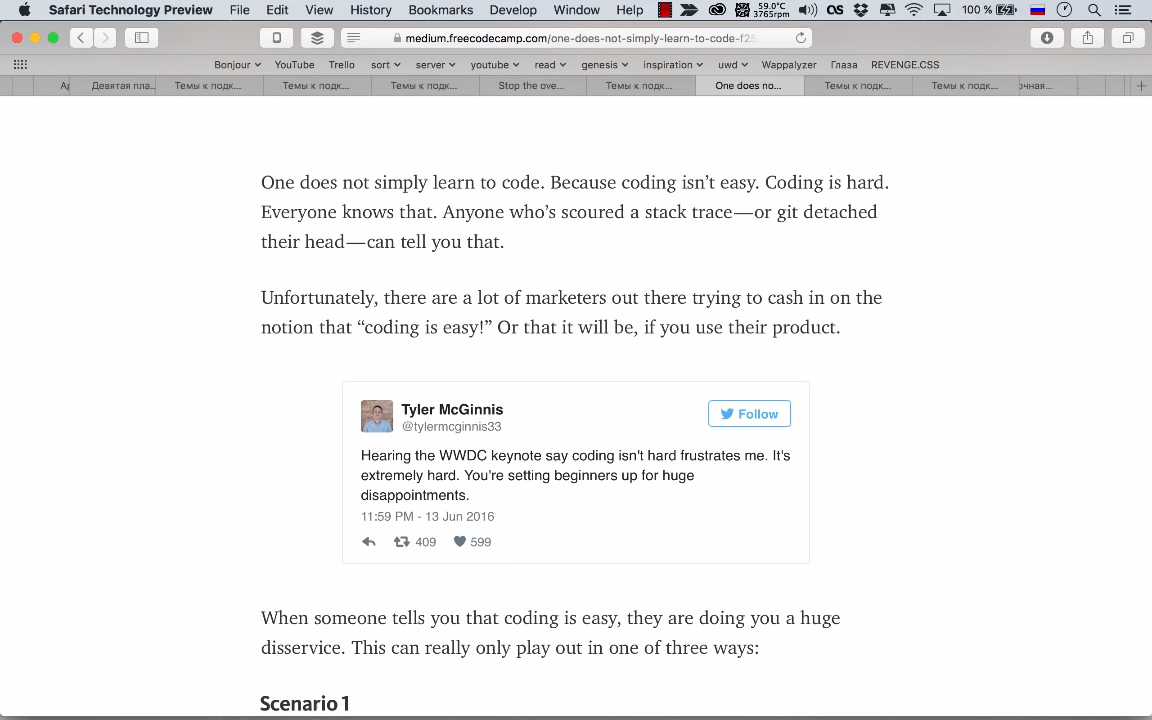 Safari Technology Preview File Edit View History Bookmarks Develop Window Help 59.0°C 3765rpm 100 %
medium.freecodecamp.com/one-does-not-simply-learn-to-code-f28
Bonjour YouTube Trello sort server youtube read genesis inspiration uwd Wappalyzer Глаза REVENGE.CSS
Девятая пла... Темы к подк... Темы к подк... Темы к подк... Stop the ove... Темы к подк... One does no... Темы к подк... Темы к подк... очная...
One does not simply learn to code. Because coding isn’t easy. Coding is hard.
Everyone knows that. Anyone who’s scoured a stack trace — or git detached
their head — can tell you that.
Unfortunately, there are a lot of marketers out there trying to cash in on the
notion that “coding is easy!” Or that it will be, if you use their product.
Tyler McGinnis
@tylermcginnis33
Follow
Hearing the WWDC keynote say coding isn't hard frustrates me. It's
extremely hard. You're setting beginners up for huge
disappointments.
11:59 PM - 13 Jun 2016
409 599
When someone tells you that coding is easy, they are doing you a huge
disservice. This can really only play out in one of three ways:
Scenario 1